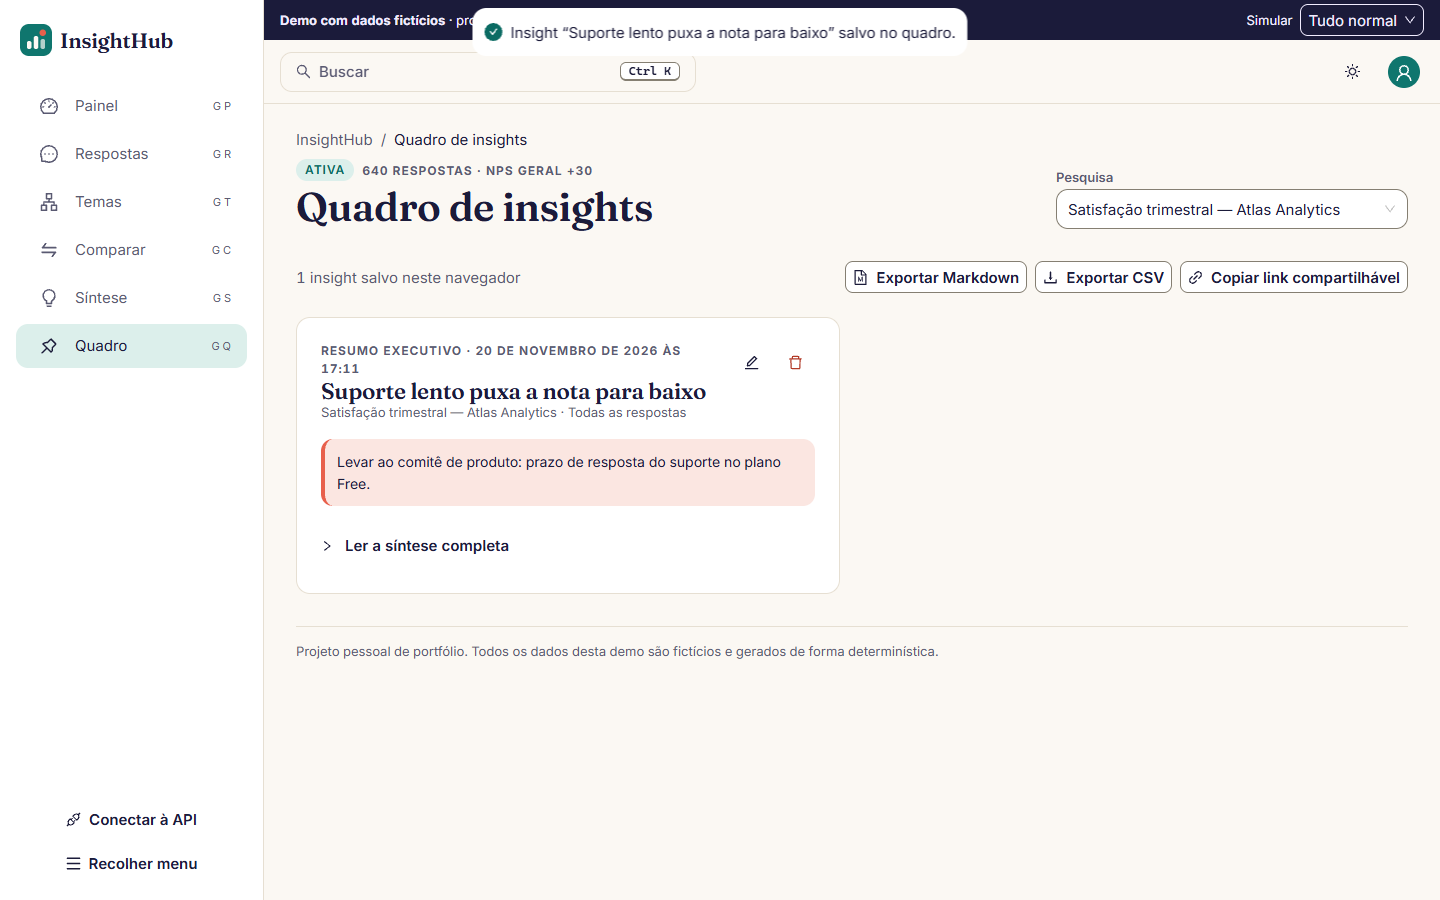 InsightHub
Painel G P
Respostas G R
Temas G T
Comparar G C
Síntese G S
Quadro G Q
Conectar à API
Recolher menu
Demo com dados fictícios ·
Insight “Suporte lento puxa a nota para baixo” salvo no quadro.
Simular Tudo normal
Buscar Ctrl K
InsightHub / Quadro de insights
ATIVA 640 RESPOSTAS · NPS GERAL +30
Quadro de insights
Pesquisa
Satisfação trimestral — Atlas Analytics
1 insight salvo neste navegador
Exportar Markdown
Exportar CSV
Copiar link compartilhável
RESUMO EXECUTIVO · 20 DE NOVEMBRO DE 2026 ÀS
17:11
Suporte lento puxa a nota para baixo
Satisfação trimestral — Atlas Analytics · Todas as respostas
Levar ao comitê de produto: prazo de resposta do suporte no plano
Free.
Ler a síntese completa
Projeto pessoal de portfólio. Todos os dados desta demo são fictícios e gerados de forma determinística.